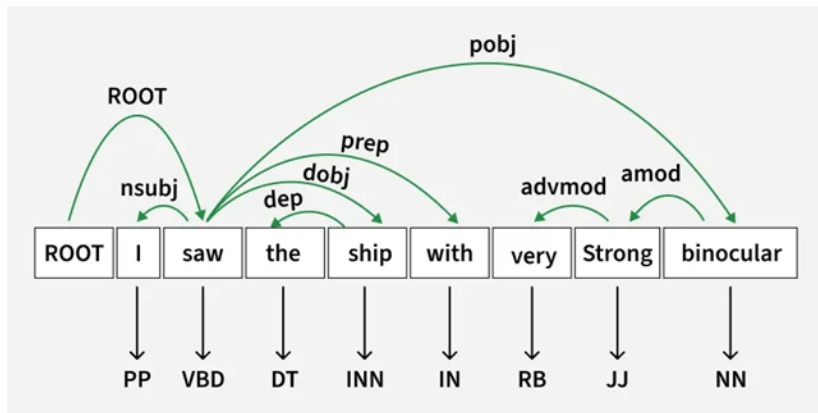 pobj
ROOT
prep
dobj
nsubj
dep
advmod
amod
ROOT I saw the ship with very Strong binocular
PP VBD DT INN IN RB JJ NN